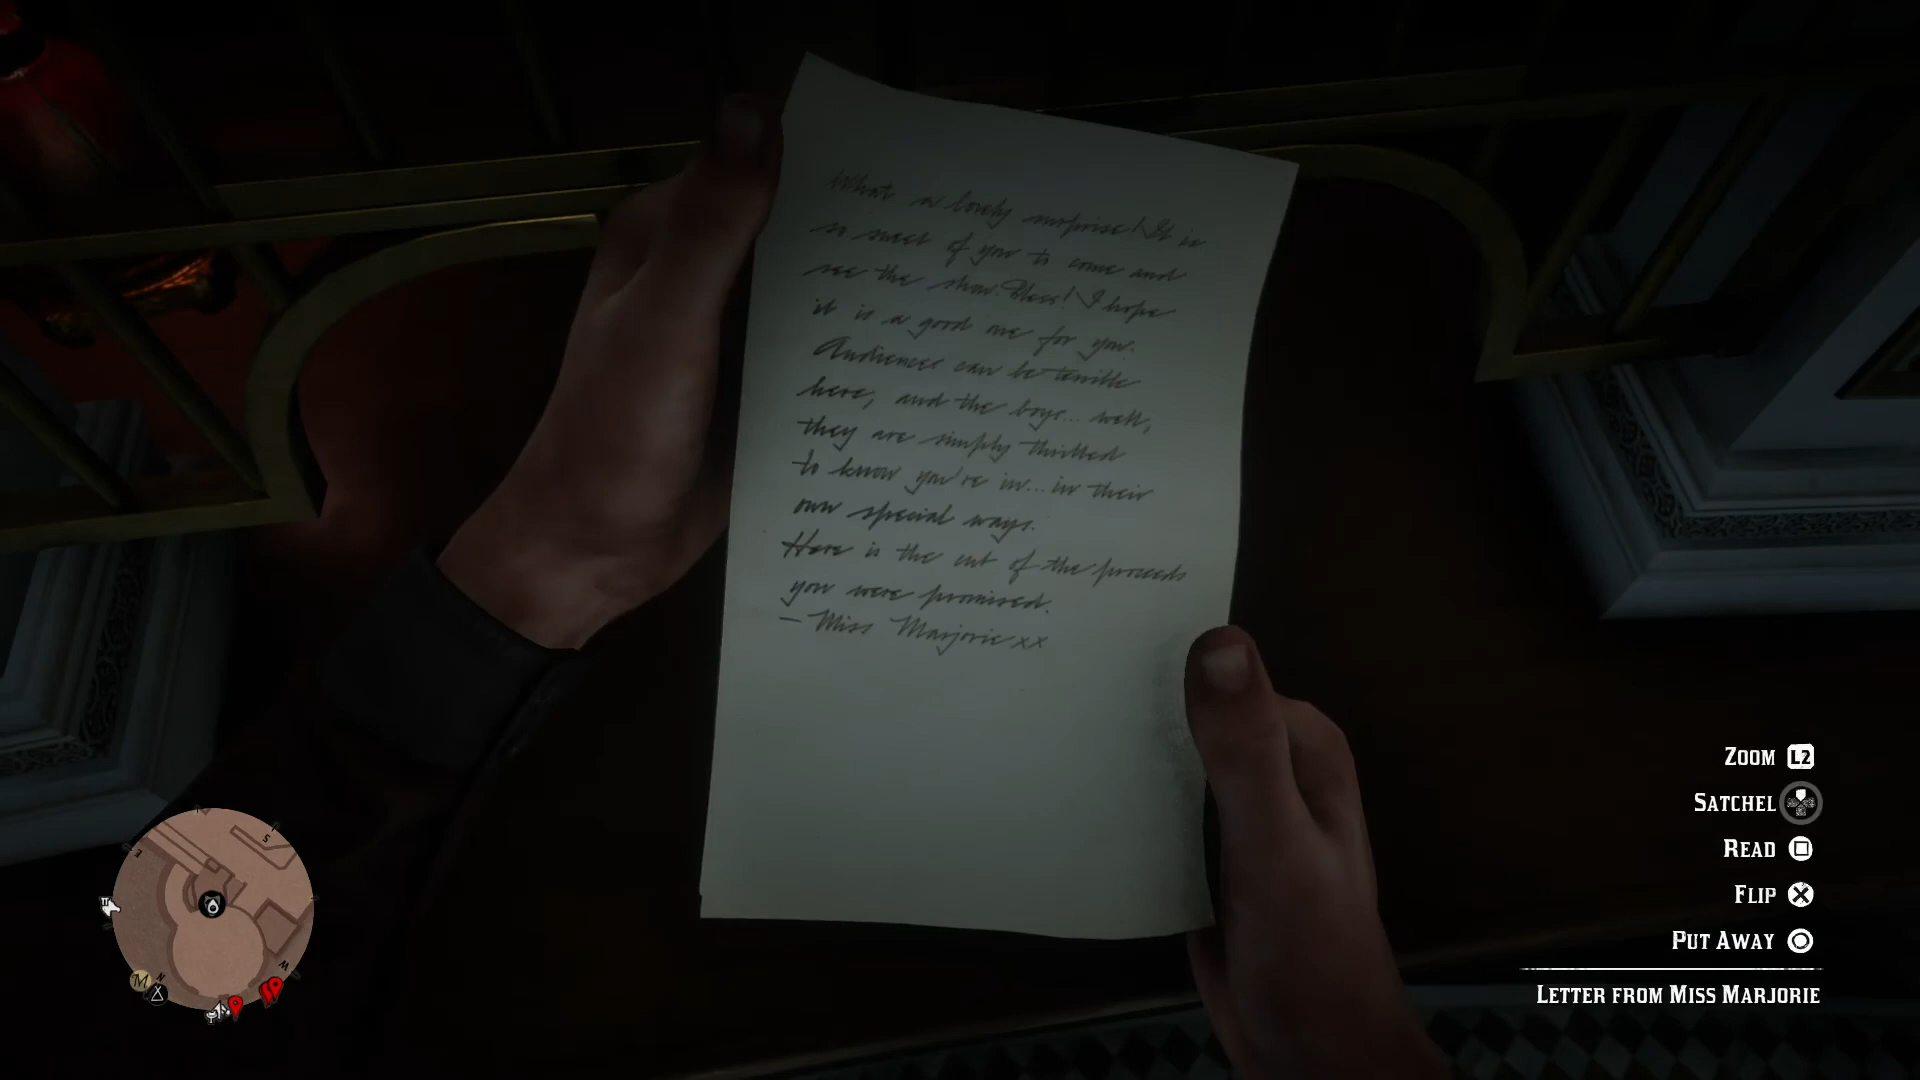 What a lovely surprise! It is
so sweet of you to come and
see the show. Bless! I hope
it is a good one for you.
Audiences can be terrible
here, and the boys... well,
they are simply thrilled
to know you're in... in their
own special ways.
Here is the cut of the proceeds
you were promised.
— Miss Marjorie xx
ZOOM L2
SATCHEL
READ
FLIP
PUT AWAY
LETTER FROM MISS MARJORIE
S
E
W
N
M